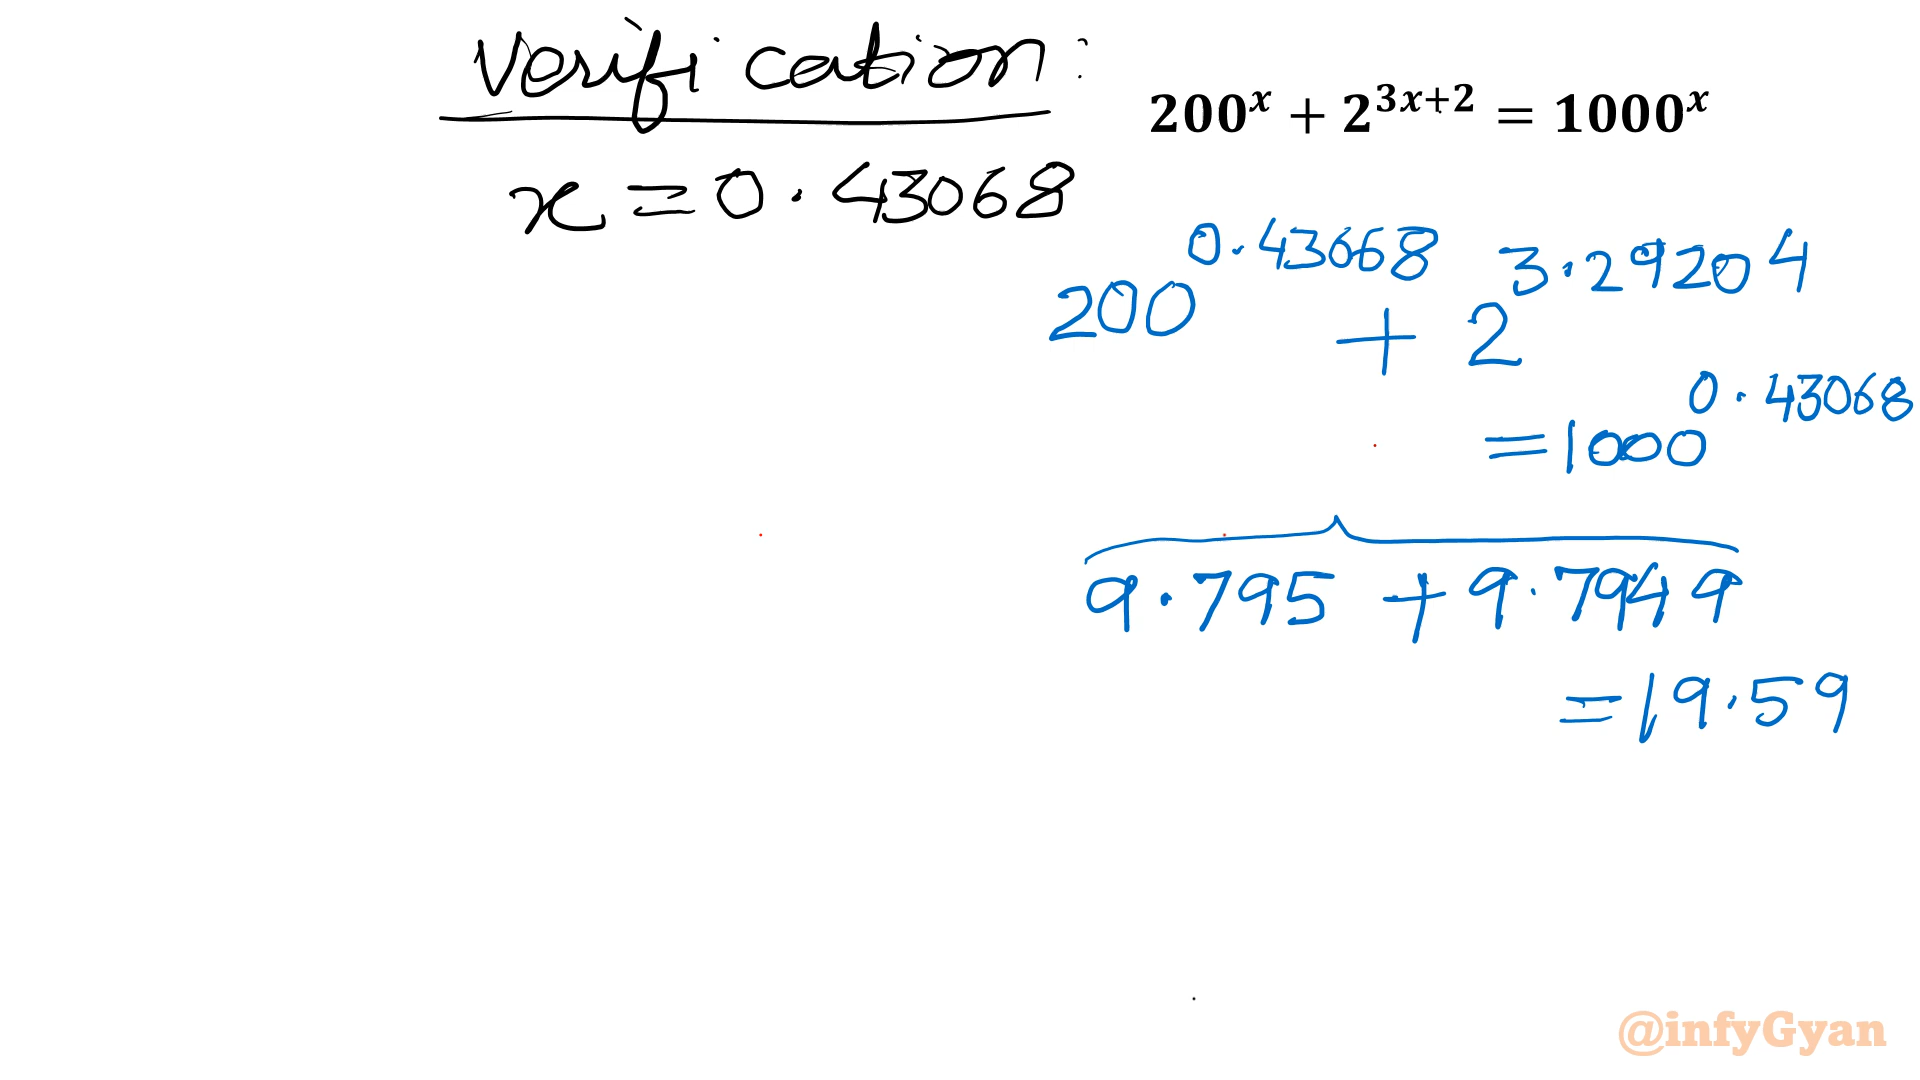 Verification:
200^x + 2^{3x+2} = 1000^x
x = 0.43068
200^{0.43068} + 2^{3.29204}
= 1000^{0.43068}
9.795 + 9.7949
= 19.59
@infyGyan